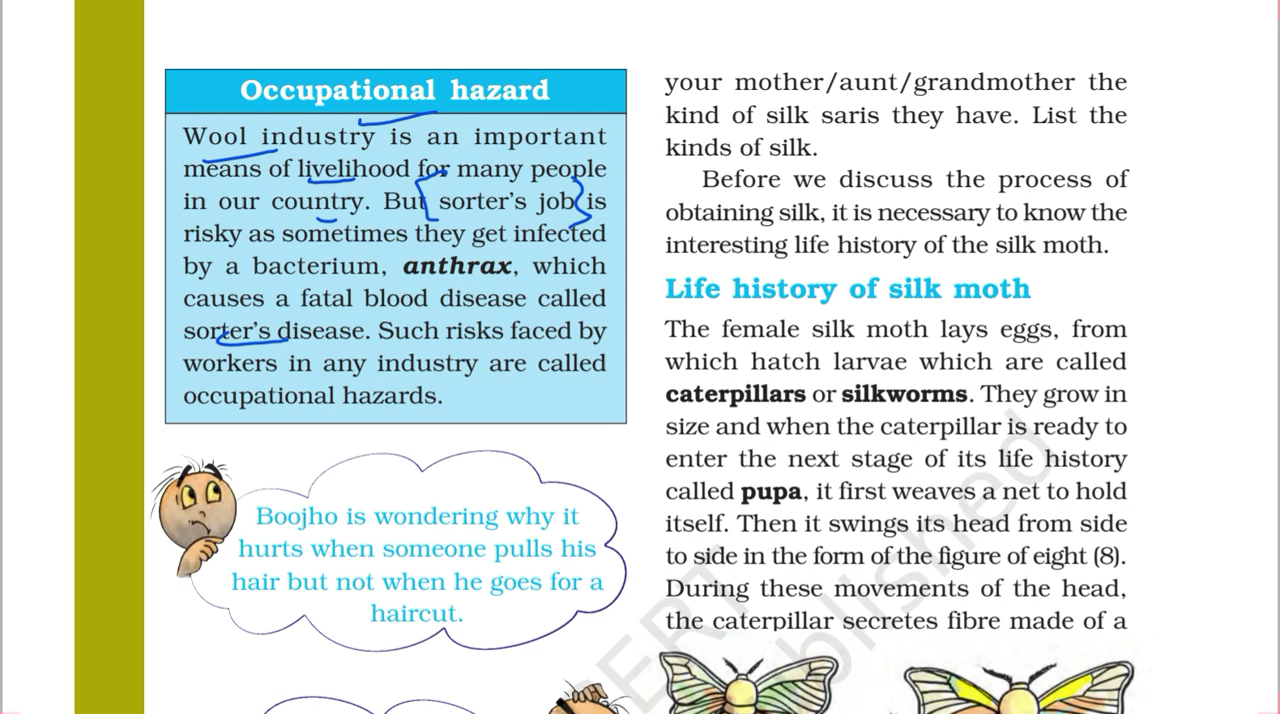 Occupational hazard
Wool industry is an important
means of livelihood for many people
in our country. But sorter's job is
risky as sometimes they get infected
by a bacterium, anthrax, which
causes a fatal blood disease called
sorter's disease. Such risks faced by
workers in any industry are called
occupational hazards.
Boojho is wondering why it
hurts when someone pulls his
hair but not when he goes for a
haircut.
your mother/aunt/grandmother the
kind of silk saris they have. List the
kinds of silk.
Before we discuss the process of
obtaining silk, it is necessary to know the
interesting life history of the silk moth.
Life history of silk moth
The female silk moth lays eggs, from
which hatch larvae which are called
caterpillars or silkworms. They grow in
size and when the caterpillar is ready to
enter the next stage of its life history
called pupa, it first weaves a net to hold
itself. Then it swings its head from side
to side in the form of the figure of eight (8).
During these movements of the head,
the caterpillar secretes fibre made of a